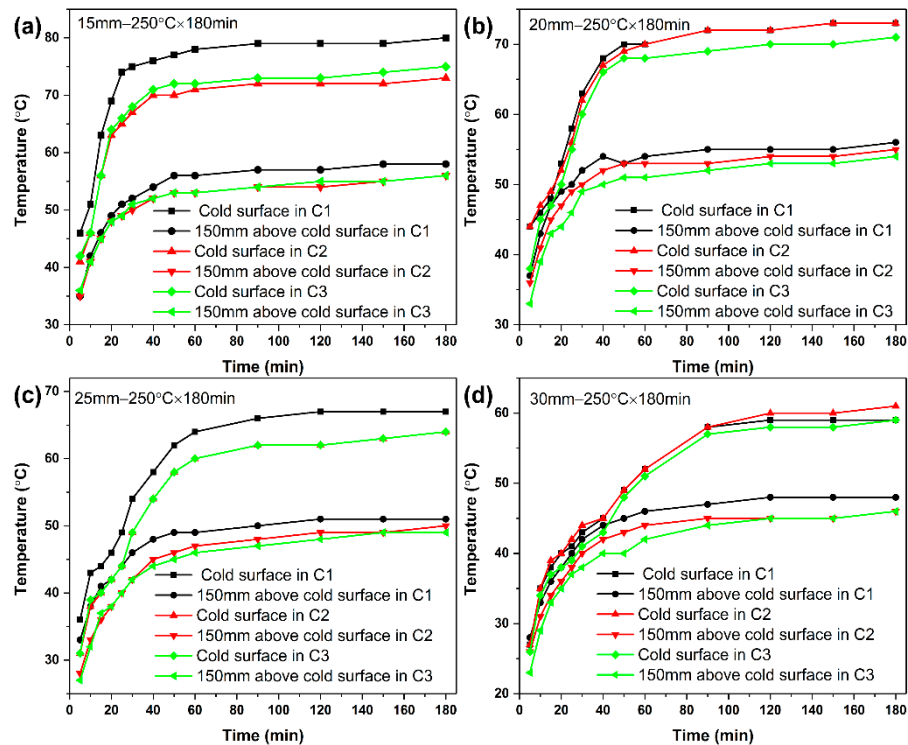 (a)
15mm–250°C×180min
80
70
60
50
40
30
Temperature (°C)
Cold surface in C1
150mm above cold surface in C1
Cold surface in C2
150mm above cold surface in C2
Cold surface in C3
150mm above cold surface in C3
0 20 40 60 80 100 120 140 160 180
Time (min)
(b)
20mm–250°C×180min
70
60
50
40
30
Temperature (°C)
Cold surface in C1
150mm above cold surface in C1
Cold surface in C2
150mm above cold surface in C2
Cold surface in C3
150mm above cold surface in C3
0 20 40 60 80 100 120 140 160 180
Time (min)
(c)
25mm–250°C×180min
70
60
50
40
30
Temperature (°C)
Cold surface in C1
150mm above cold surface in C1
Cold surface in C2
150mm above cold surface in C2
Cold surface in C3
150mm above cold surface in C3
0 20 40 60 80 100 120 140 160 180
Time (min)
(d)
30mm–250°C×180min
60
50
40
30
20
Temperature (°C)
Cold surface in C1
150mm above cold surface in C1
Cold surface in C2
150mm above cold surface in C2
Cold surface in C3
150mm above cold surface in C3
0 20 40 60 80 100 120 140 160 180
Time (min)